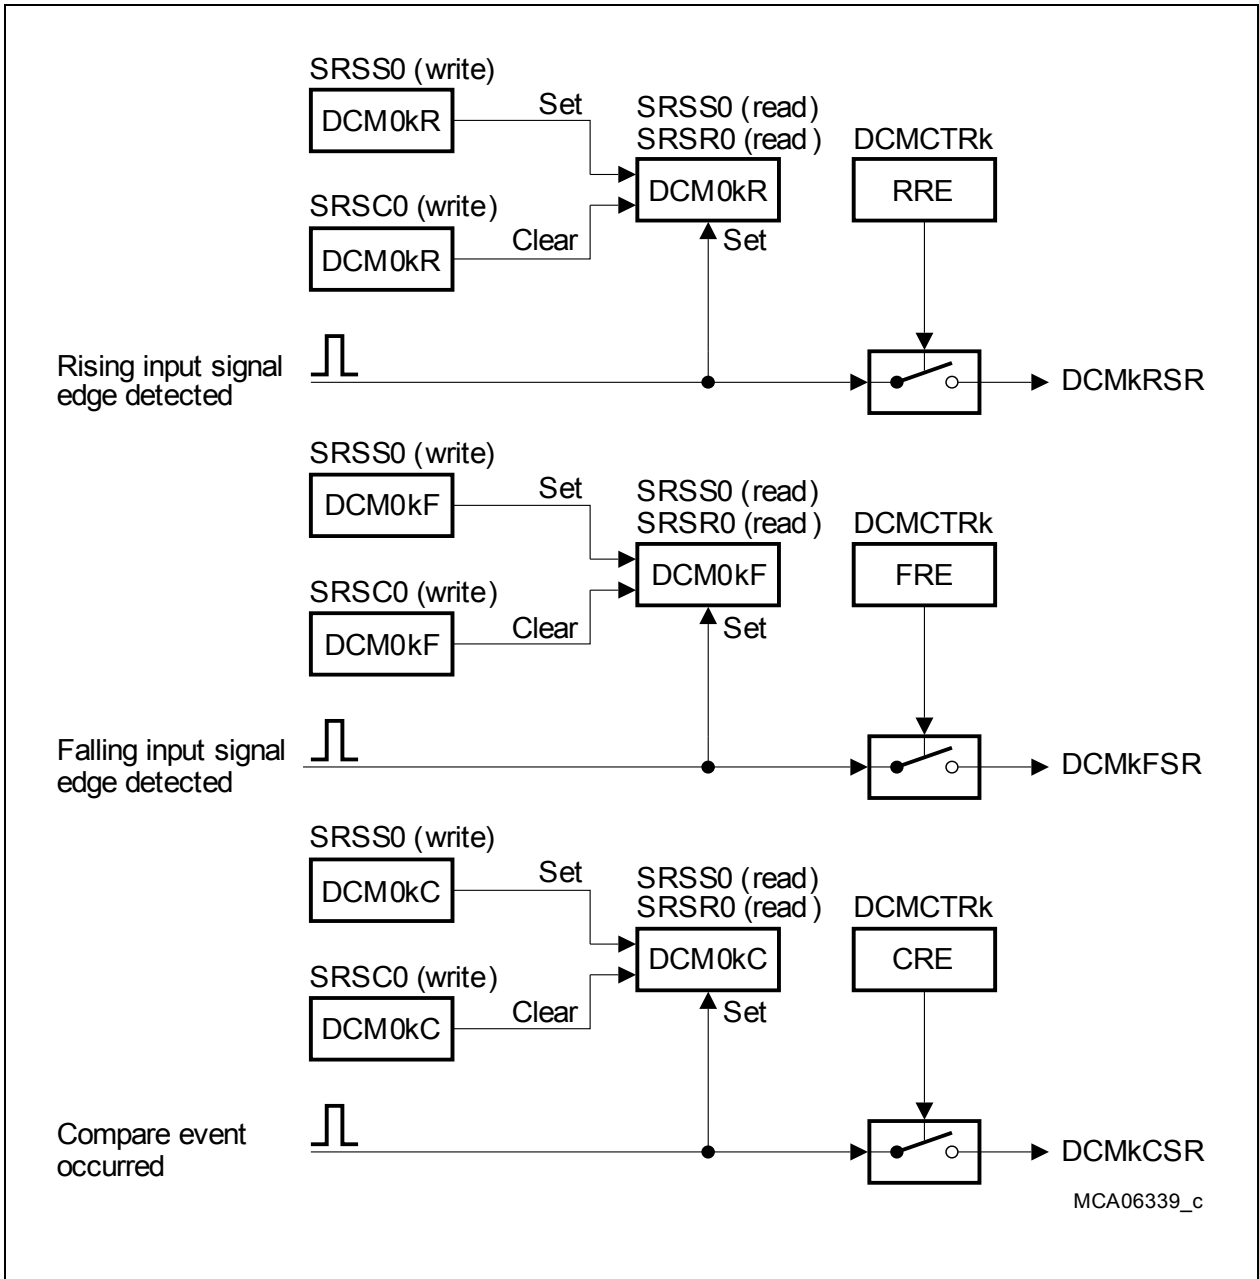 SRSS0 (write)
DCM0kR
Set
SRSS0 (read)
SRSR0 (read)
DCM0kR
DCMCTRk
RRE
SRSC0 (write)
DCM0kR
Clear
Set
Rising input signal
edge detected
DCMkRSR
SRSS0 (write)
DCM0kF
Set
SRSS0 (read)
SRSR0 (read)
DCM0kF
DCMCTRk
FRE
SRSC0 (write)
DCM0kF
Clear
Set
Falling input signal
edge detected
DCMkFSR
SRSS0 (write)
DCM0kC
Set
SRSS0 (read)
SRSR0 (read)
DCM0kC
DCMCTRk
CRE
SRSC0 (write)
DCM0kC
Clear
Set
Compare event
occurred
DCMkCSR
MCA06339_c